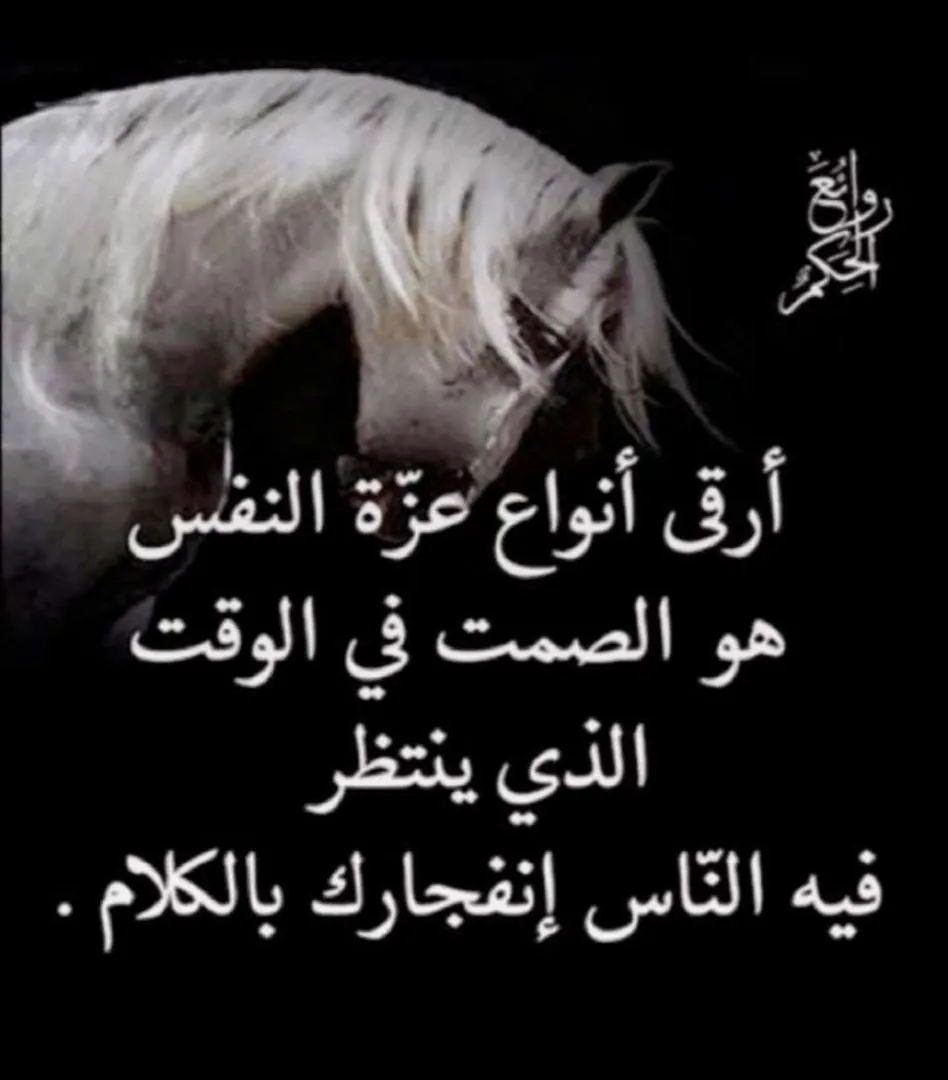 روائع
الحكم
أرقى أنواع عزّة النفس
هو الصمت في الوقت
الذي ينتظر
فيه النّاس إنفجارك بالكلام .